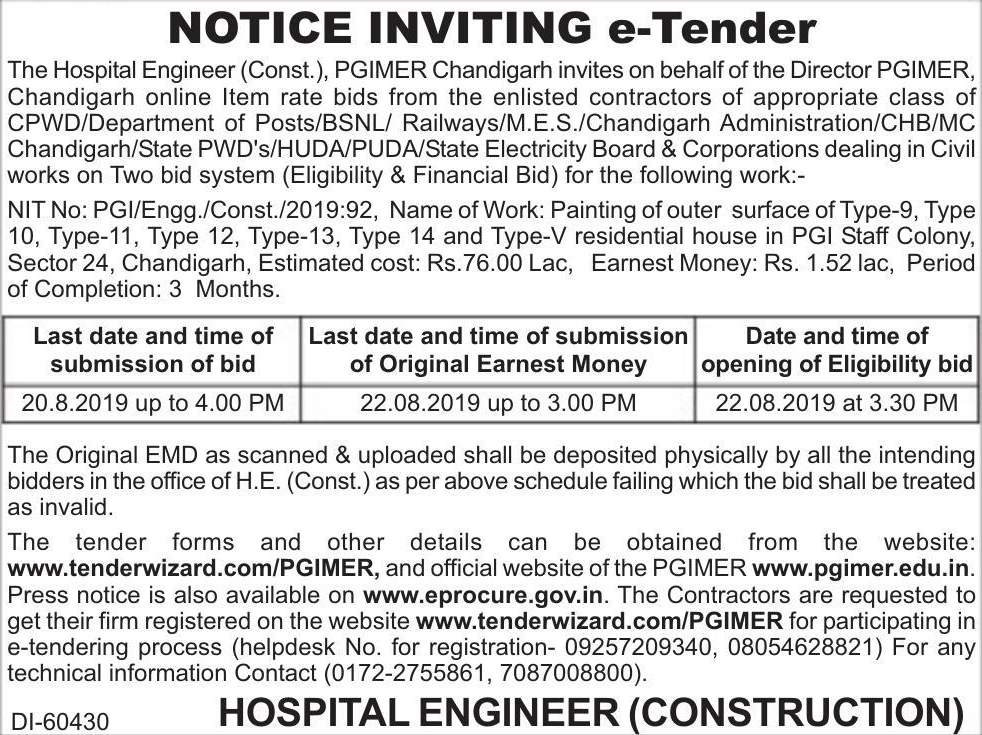 NOTICE INVITING e-Tender
The Hospital Engineer (Const.), PGIMER Chandigarh invites on behalf of the Director PGIMER,
Chandigarh online Item rate bids from the enlisted contractors of appropriate class of
CPWD/Department of Posts/BSNL/ Railways/M.E.S./Chandigarh Administration/CHB/MC
Chandigarh/State PWD's/HUDA/PUDA/State Electricity Board & Corporations dealing in Civil
works on Two bid system (Eligibility & Financial Bid) for the following work:-
NIT No: PGI/Engg./Const./2019:92, Name of Work: Painting of outer surface of Type-9, Type
10, Type-11, Type 12, Type-13, Type 14 and Type-V residential house in PGI Staff Colony,
Sector 24, Chandigarh, Estimated cost: Rs.76.00 Lac, Earnest Money: Rs. 1.52 lac, Period
of Completion: 3 Months.
Last date and time of
submission of bid
Last date and time of submission
of Original Earnest Money
Date and time of
opening of Eligibility bid
20.8.2019 up to 4.00 PM
22.08.2019 up to 3.00 PM
22.08.2019 at 3.30 PM
The Original EMD as scanned & uploaded shall be deposited physically by all the intending
bidders in the office of H.E. (Const.) as per above schedule failing which the bid shall be treated
as invalid.
The tender forms and other details can be obtained from the website:
www.tenderwizard.com/PGIMER, and official website of the PGIMER www.pgimer.edu.in.
Press notice is also available on www.eprocure.gov.in. The Contractors are requested to
get their firm registered on the website www.tenderwizard.com/PGIMER for participating in
e-tendering process (helpdesk No. for registration- 09257209340, 08054628821) For any
technical information Contact (0172-2755861, 7087008800).
DI-60430
HOSPITAL ENGINEER (CONSTRUCTION)